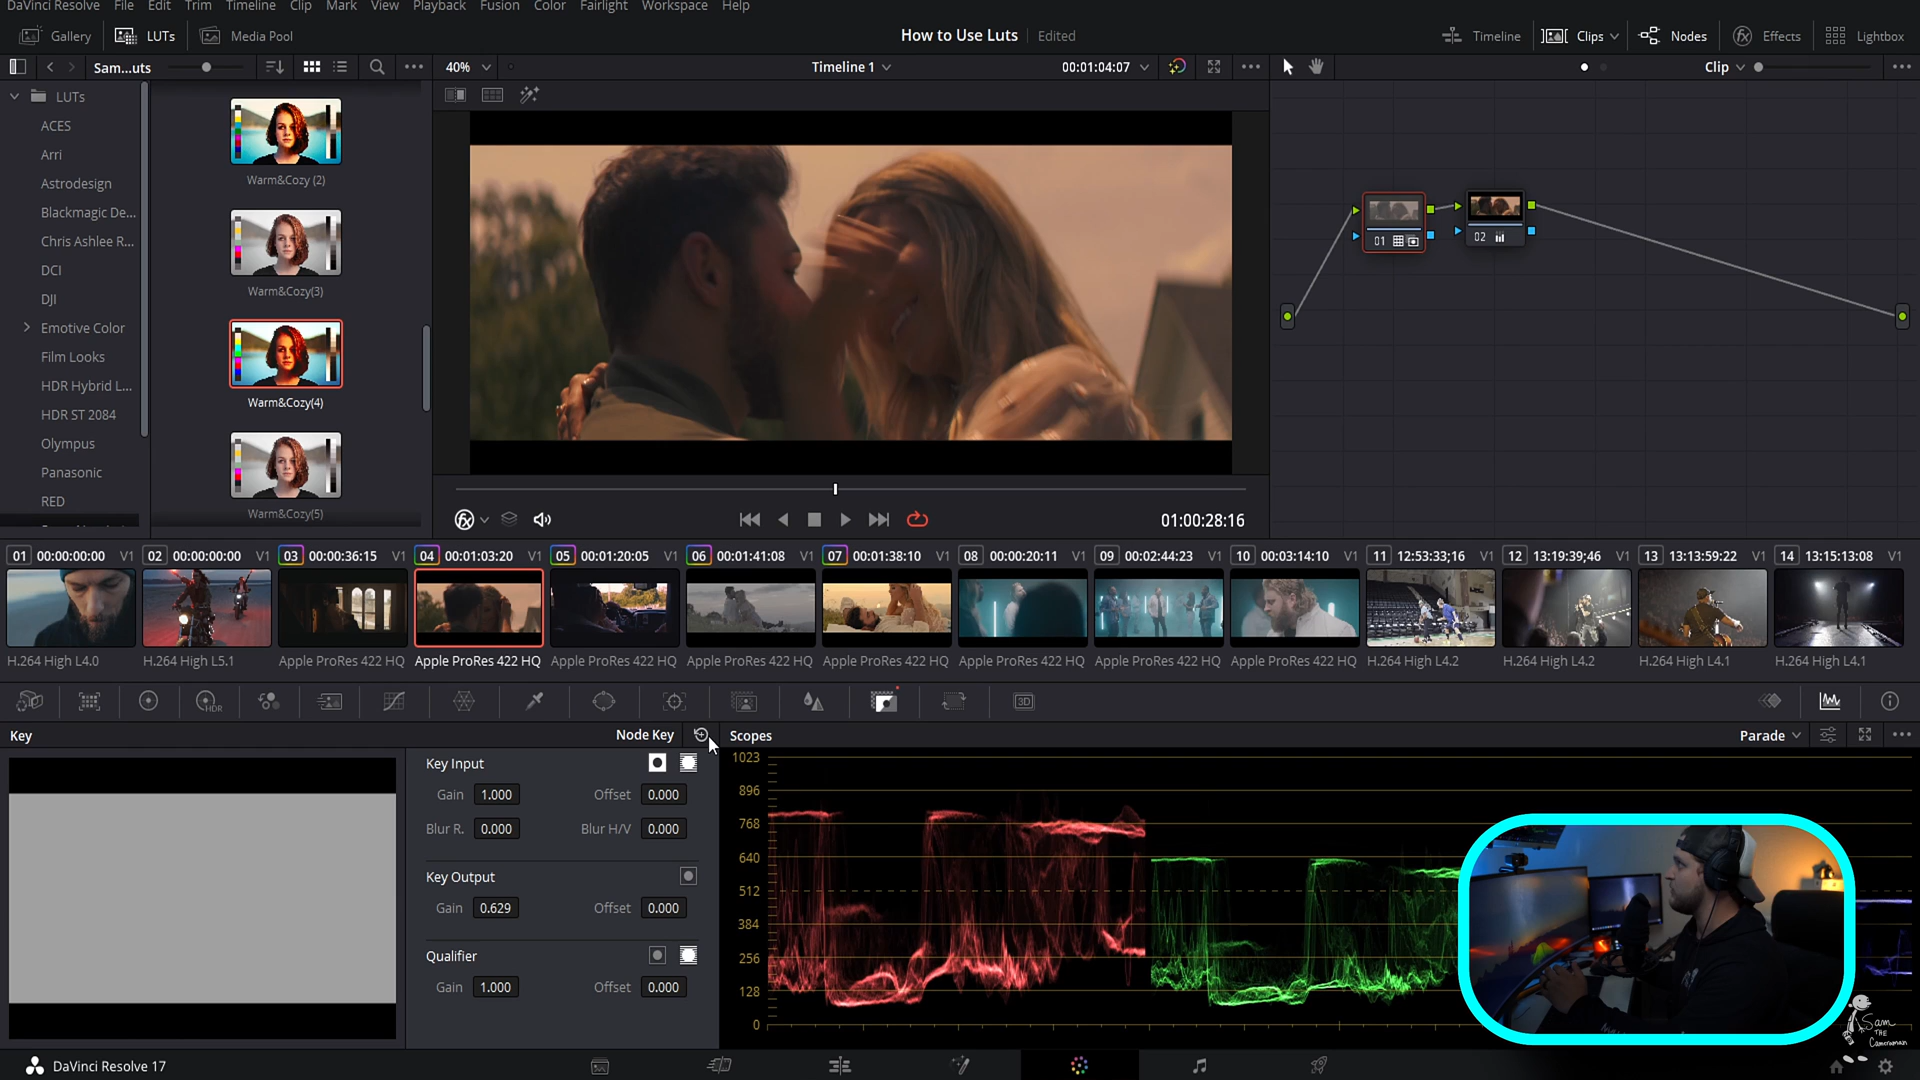 DaVinci Resolve File Edit Trim Timeline Clip Mark View Playback Fusion Color Fairlight Workspace Help
Gallery LUTs Media Pool How to Use Luts Edited Timeline Clips Nodes Effects Lightbox
Sam...uts 40% Timeline 1 00:01:04:07 Clip
LUTs
ACES
Arri
Astrodesign
Blackmagic De...
Chris Ashlee R...
DCI
DJI
Emotive Color
Film Looks
HDR Hybrid L...
HDR ST 2084
Olympus
Panasonic
RED
Warm&Cozy (2)
Warm&Cozy(3)
Warm&Cozy(4)
Warm&Cozy(5)
01
02
01:00:28:16
01 00:00:00:00 V1 02 00:00:00:00 V1 03 00:00:36:15 V1 04 00:01:03:20 V1 05 00:01:20:05 V1 06 00:01:41:08 V1 07 00:01:38:10 V1 08 00:00:20:11 V1 09 00:02:44:23 V1 10 00:03:14:10 V1 11 12:53:33;16 V1 12 13:19:39;46 V1 13 13:13:59:22 V1 14 13:15:13:08 V1
H.264 High L4.0 H.264 High L5.1 Apple ProRes 422 HQ Apple ProRes 422 HQ Apple ProRes 422 HQ Apple ProRes 422 HQ Apple ProRes 422 HQ Apple ProRes 422 HQ Apple ProRes 422 HQ Apple ProRes 422 HQ H.264 High L4.2 H.264 High L4.2 H.264 High L4.1 H.264 High L4.1
HDR
3D
Key Node Key
Key Input
Gain 1.000 Offset 0.000
Blur R. 0.000 Blur H/V 0.000
Key Output
Gain 0.629 Offset 0.000
Qualifier
Gain 1.000 Offset 0.000
Scopes Parade
1023
896
768
640
512
384
256
128
0
Sam
THE
Cameraman
DaVinci Resolve 17